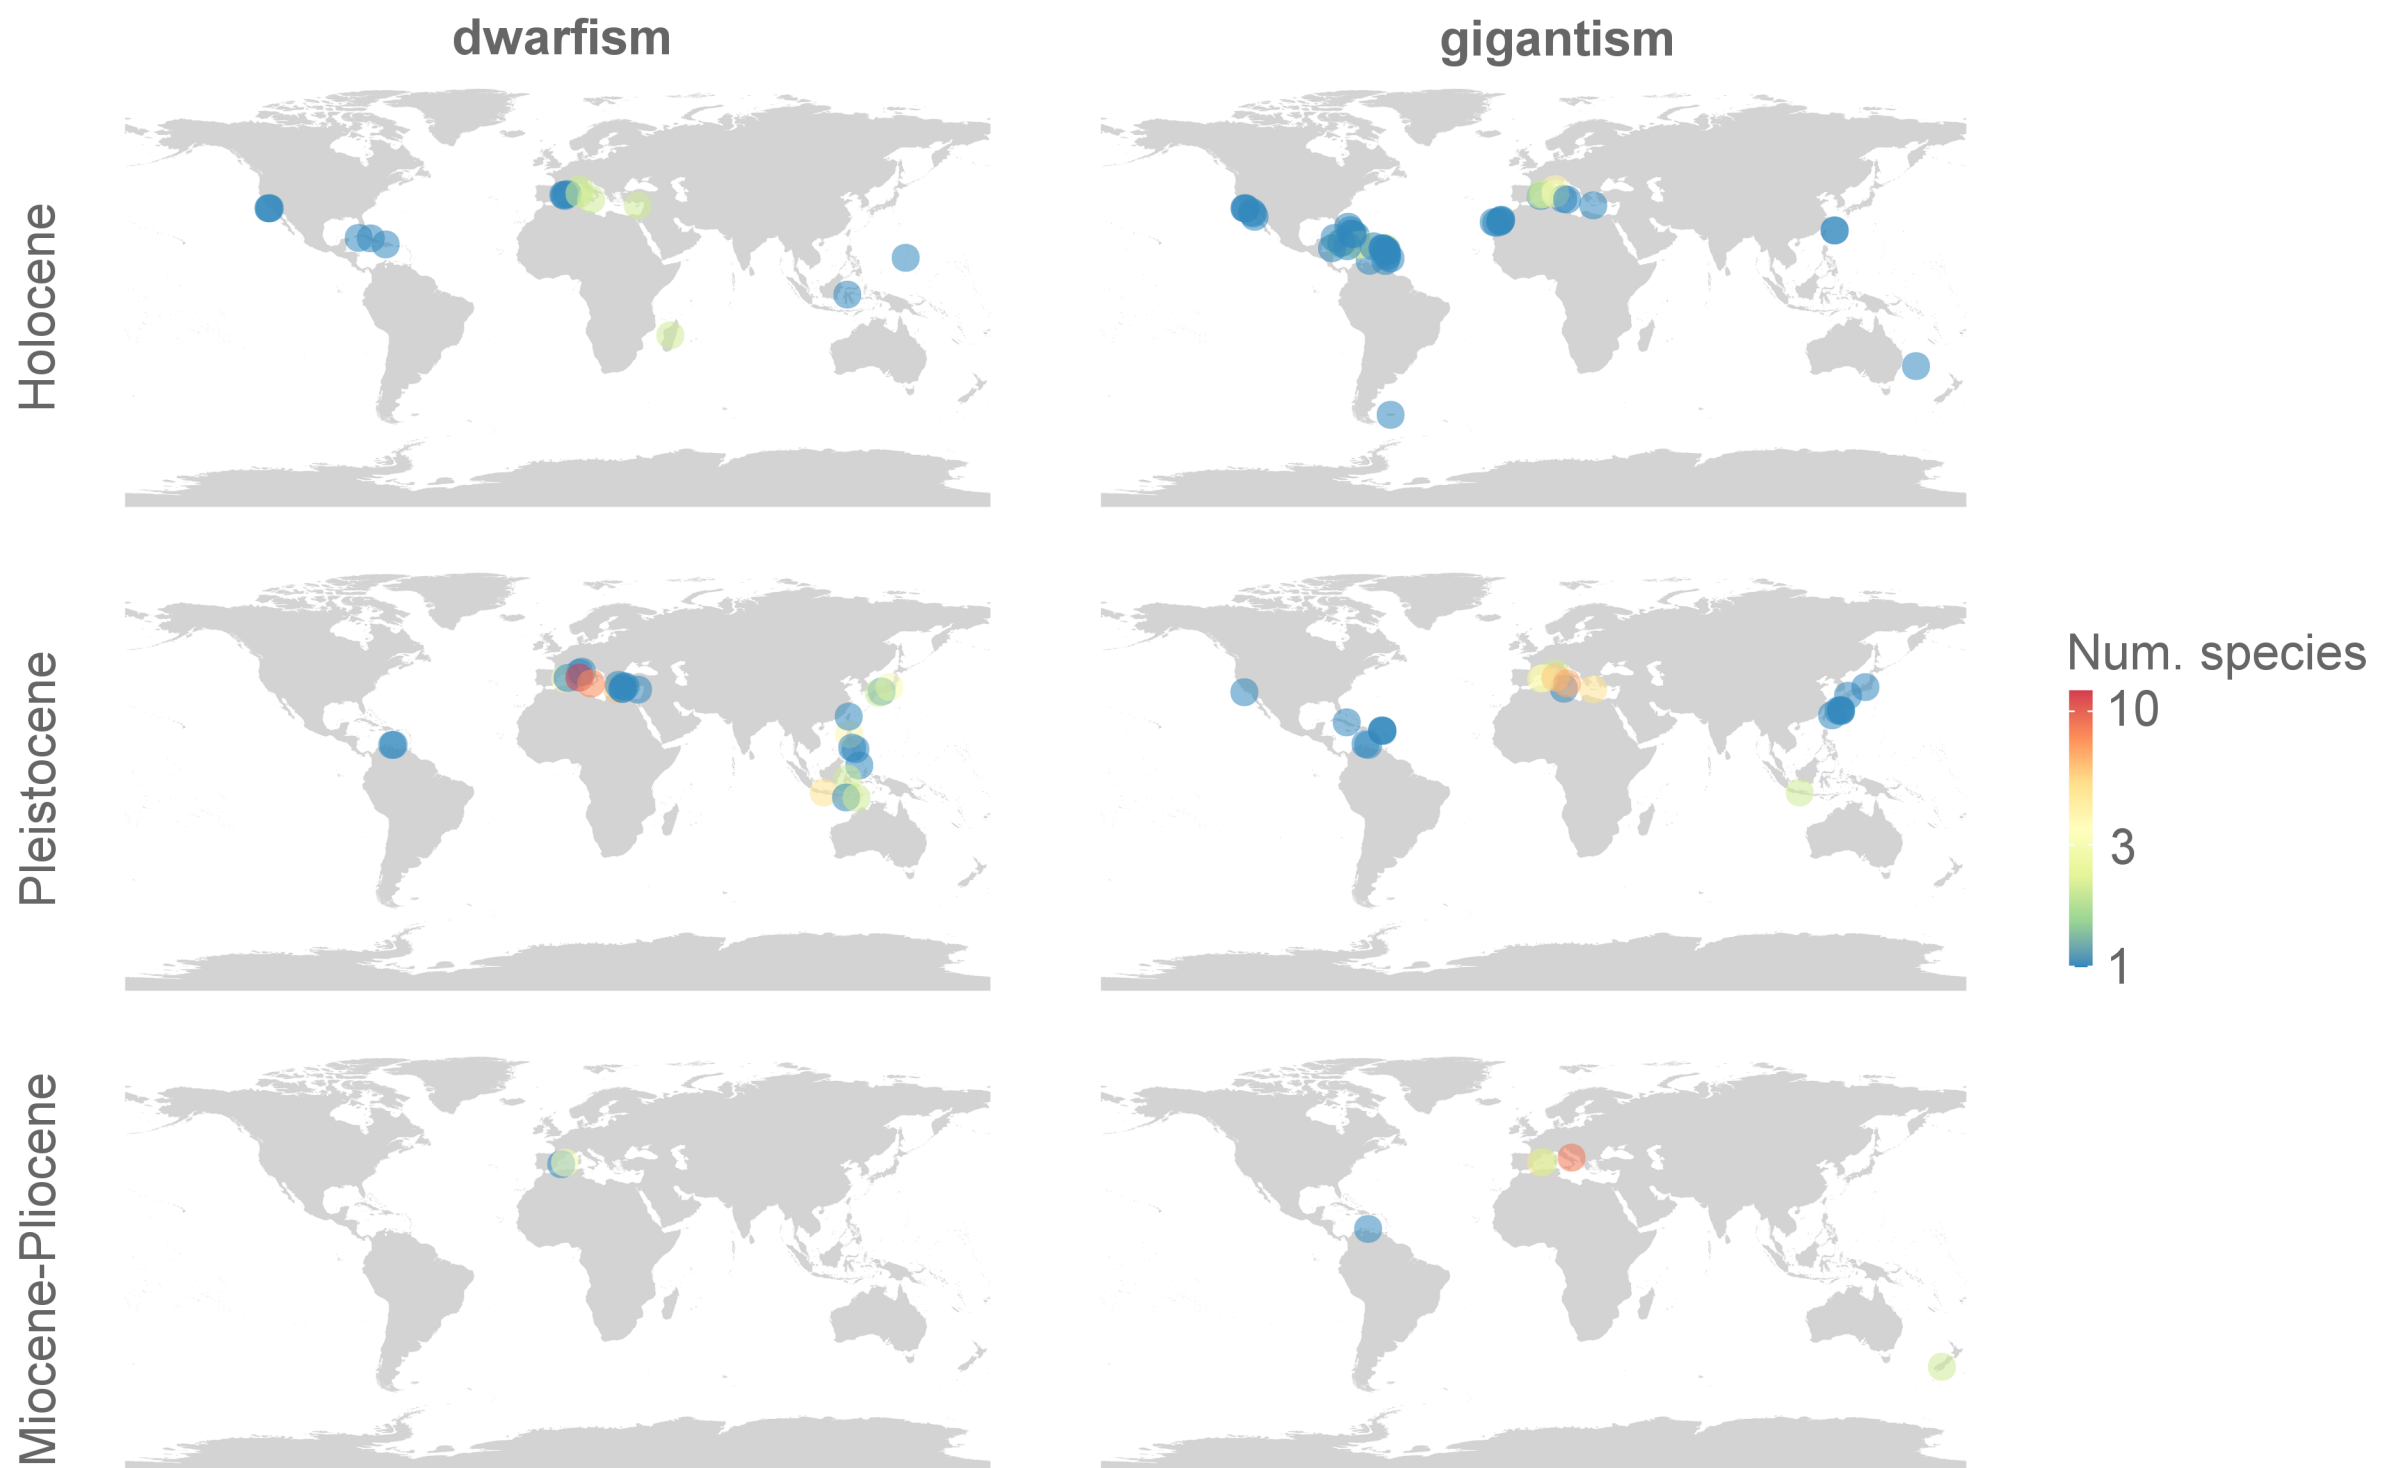 dwarfism
gigantism
Holocene
Pleistocene
Num. species
10
3
1
Miocene-Pliocene